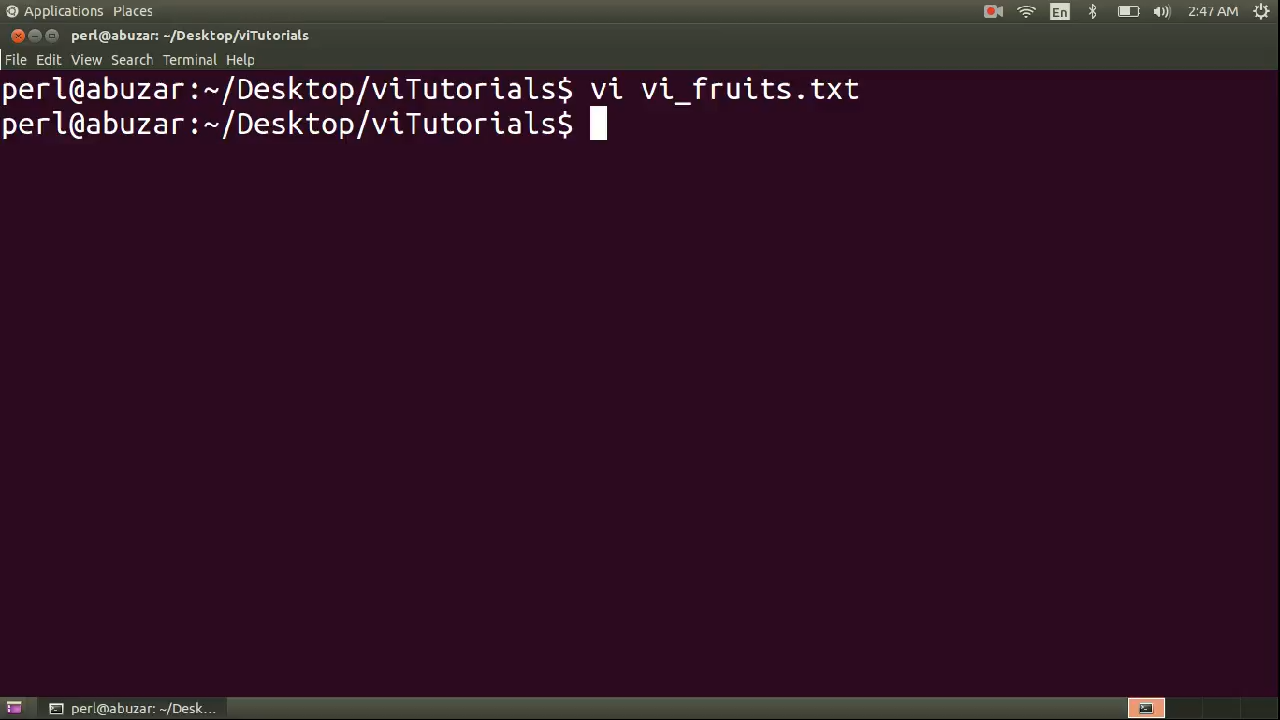 Applications Places En 2:47 AM
perl@abuzar: ~/Desktop/viTutorials
File Edit View Search Terminal Help
perl@abuzar:~/Desktop/viTutorials$ vi vi_fruits.txt
perl@abuzar:~/Desktop/viTutorials$
perl@abuzar: ~/Desk...